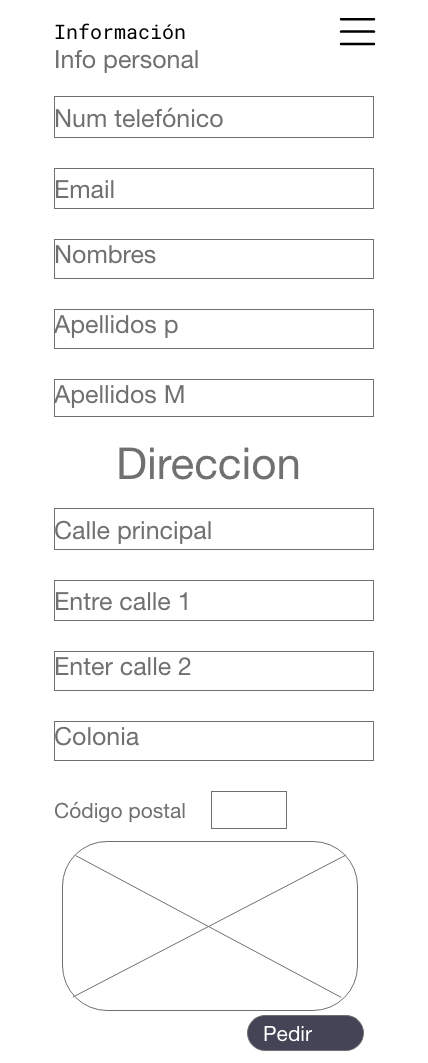 Información
Info personal
Num telefónico
Email
Nombres
Apellidos p
Apellidos M
Direccion
Calle principal
Entre calle 1
Enter calle 2
Colonia
Código postal
Pedir